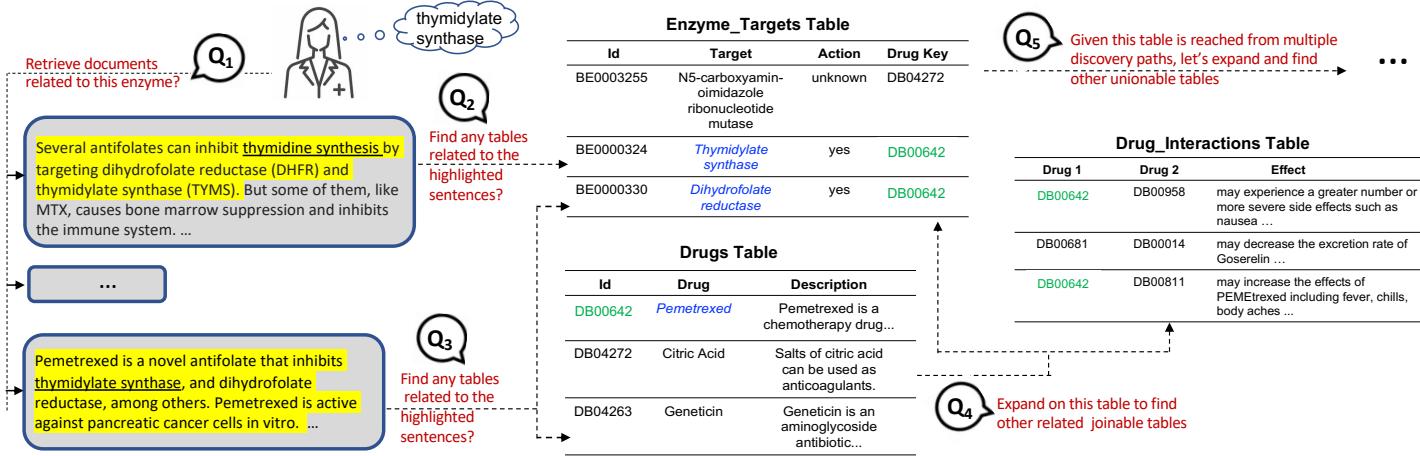 thymidylate
synthase
Q1
Retrieve documents
related to this enzyme?
Several antifolates can inhibit thymidine synthesis by
targeting dihydrofolate reductase (DHFR) and
thymidylate synthase (TYMS). But some of them, like
MTX, causes bone marrow suppression and inhibits
the immune system. ...
...
Pemetrexed is a novel antifolate that inhibits
thymidylate synthase, and dihydrofolate
reductase, among others. Pemetrexed is active
against pancreatic cancer cells in vitro. ...
Q2
Find any tables
related to the
highlighted
sentences?
Q3
Find any tables
related to the
highlighted
sentences?
Enzyme_Targets Table
Id Target Action Drug Key
BE0003255 N5-carboxyamin- unknown DB04272
oimidazole
ribonucleotide
mutase
BE0000324 Thymidylate yes DB00642
synthase
BE0000330 Dihydrofolate yes DB00642
reductase
Drugs Table
Id Drug Description
DB00642 Pemetrexed Pemetrexed is a
chemotherapy drug...
DB04272 Citric Acid Salts of citric acid
can be used as
anticoagulants.
DB04263 Geneticin Geneticin is an
aminoglycoside
antibiotic...
Q5
Given this table is reached from multiple
discovery paths, let's expand and find
other unionable tables
...
Drug_Interactions Table
Drug 1 Drug 2 Effect
DB00642 DB00958 may experience a greater number or
more severe side effects such as
nausea ...
DB00681 DB00014 may decrease the excretion rate of
Goserelin ...
DB00642 DB00811 may increase the effects of
PEMEtrexed including fever, chills,
body aches ...
Q4
Expand on this table to find
other related joinable tables